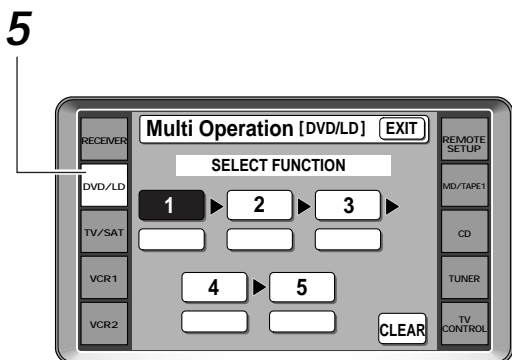 5
RECEIVER
DVD/LD
TV/SAT
VCR1
VCR2
Multi Operation [DVD/LD] EXIT
SELECT FUNCTION
1 2 3
4 5
CLEAR
REMOTE
SETUP
MD/TAPE1
CD
TUNER
TV
CONTROL